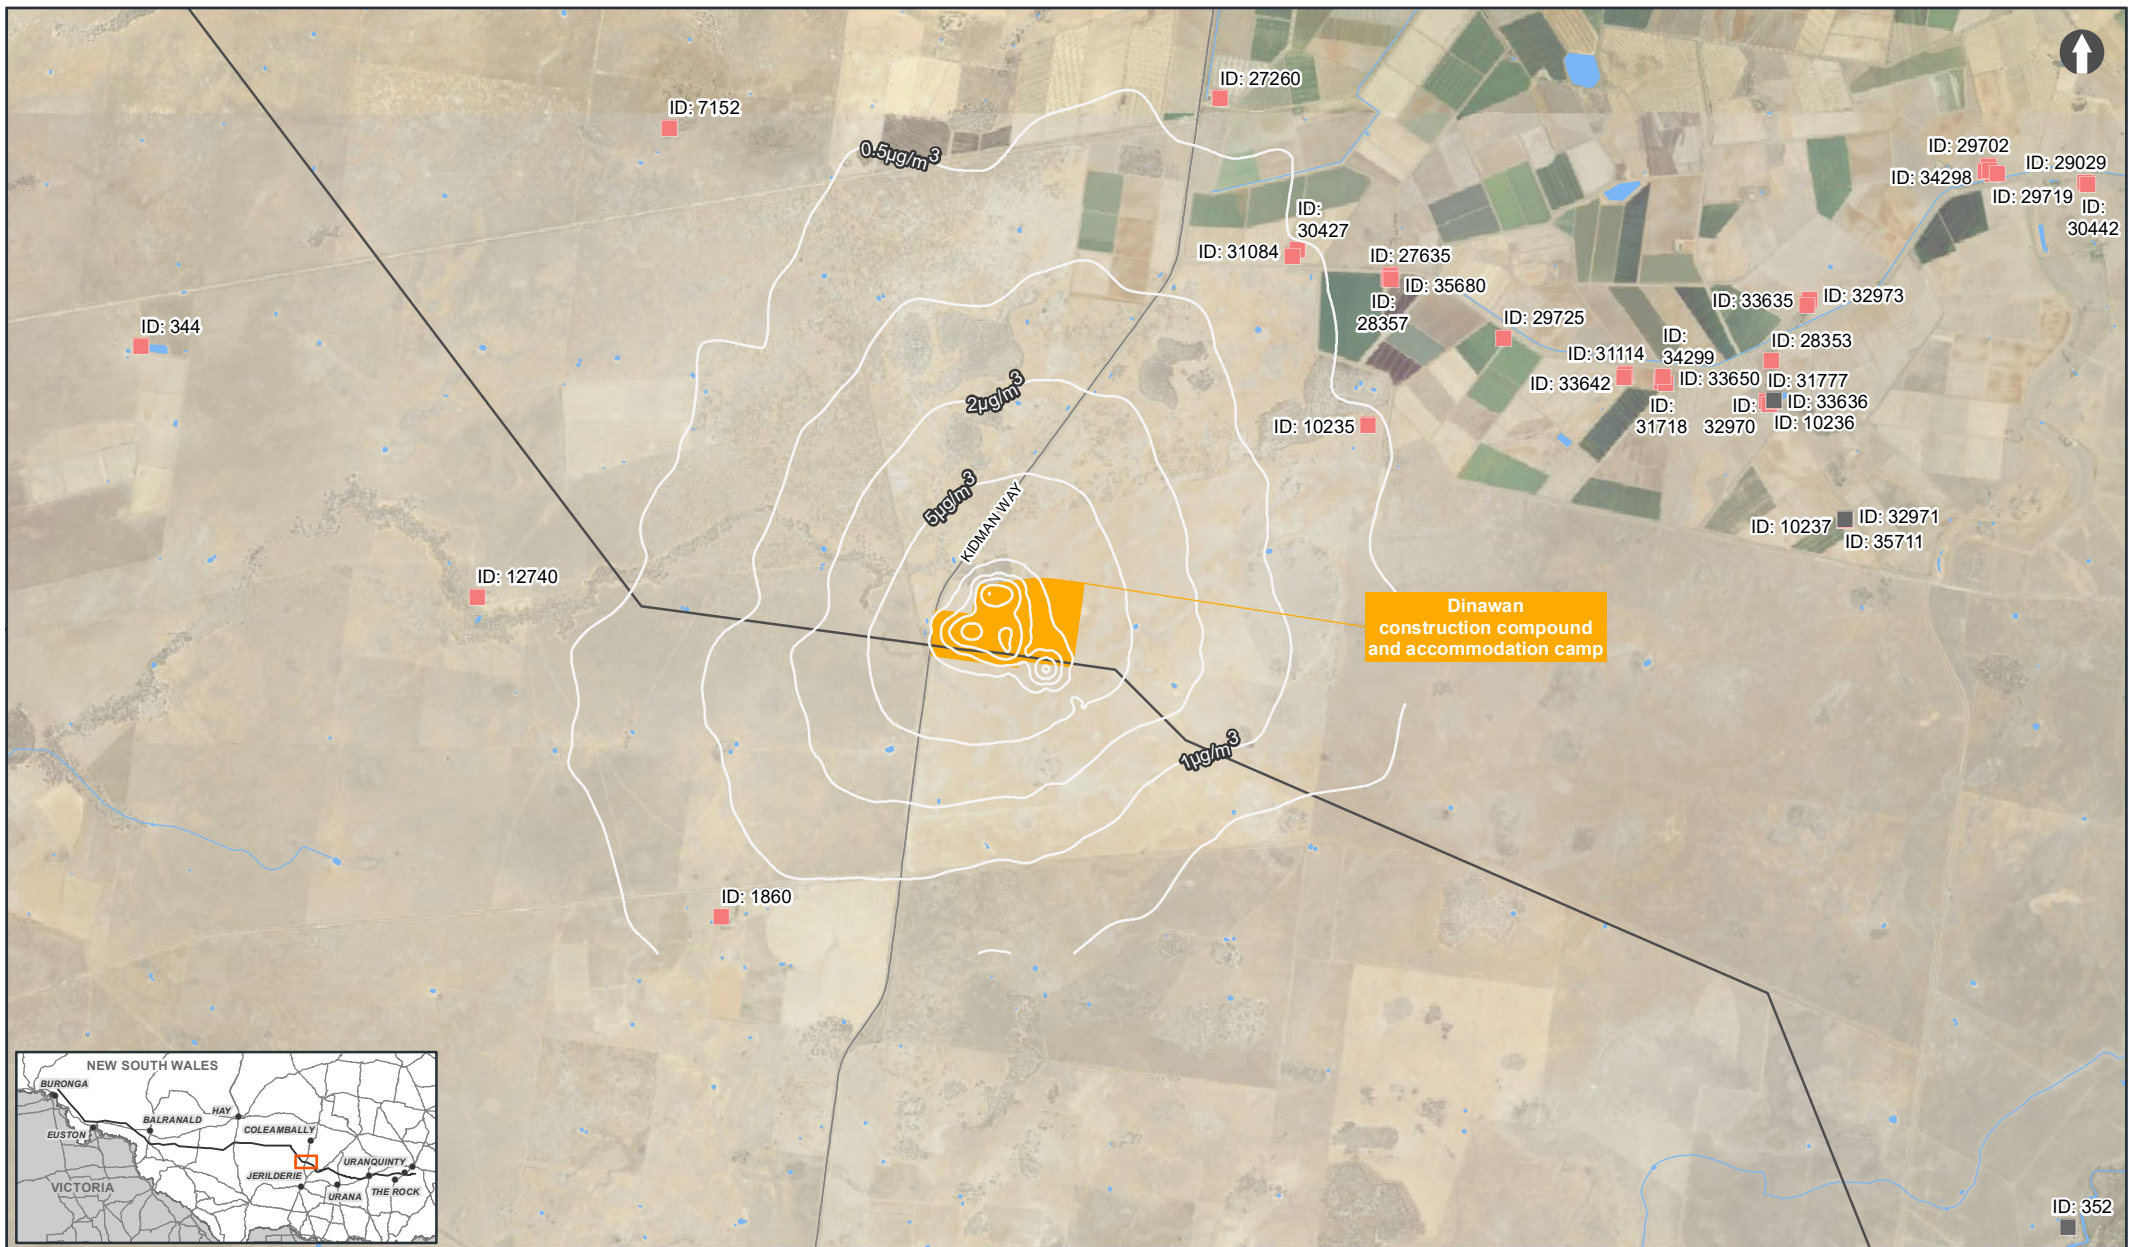 ID: 27260
ID: 7152
0.5µg/m3
ID: 29702
ID: 29029
ID: 34298
ID: 29719
ID:
30442
ID:
30427
ID: 31084
ID: 27635
ID: 35680
ID:
28357
ID: 33635
ID: 32973
ID: 344
ID: 29725
ID:
34299
ID: 28353
ID: 31114
ID: 33642
ID: 33650
ID: 31777
ID:
31718
ID:
32970
ID: 33636
ID: 10236
2µg/m3
ID: 10235
5µg/m3
KIDMAN WAY
ID: 10237
ID: 32971
ID: 35711
ID: 12740
Dinawan
construction compound
and accommodation camp
1µg/m3
ID: 1860
NEW SOUTH WALES
BURONGA
BALRANALD
HAY
EUSTON
COLEAMBALLY
JERILDERIE
URANQUINTY
VICTORIA
URANA
THE ROCK
ID: 352